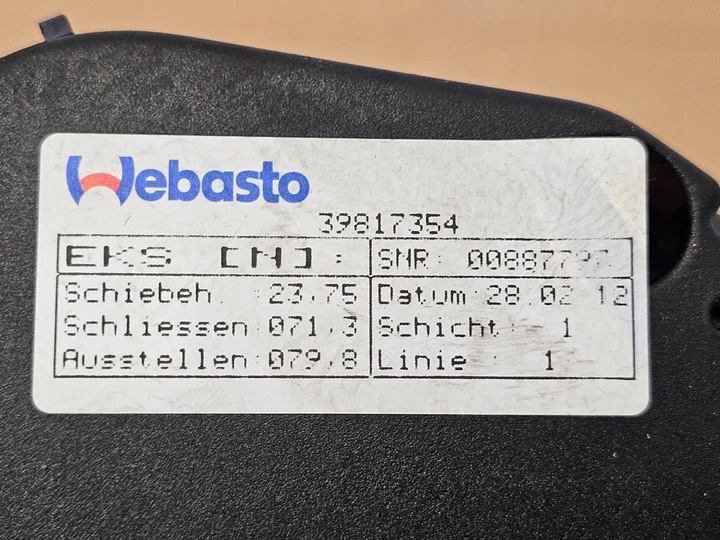 Webasto
39817354
EKS [N]: SNR:
Schiebeh. :23,75 Datum:28.02.12
Schliessen:071,3 Schicht: 1
Ausstellen:079,8 Linie : 1